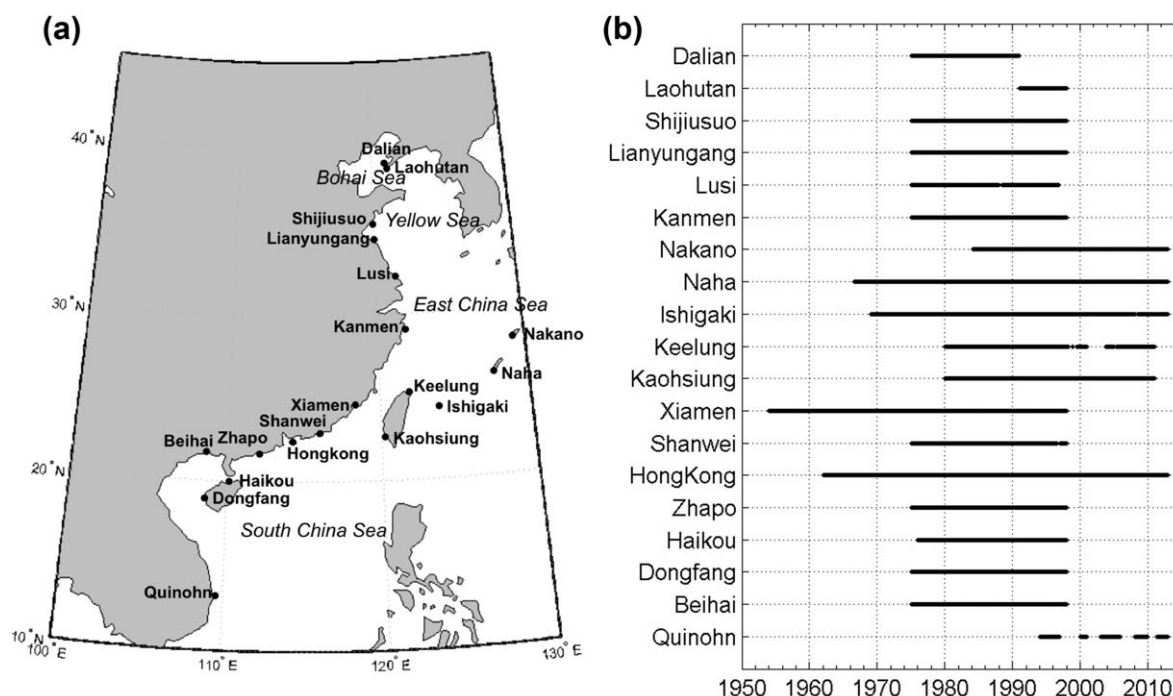 (a)
40°N
30°N
20°N
10°N
100°E
110°E
120°E
130°E
Dalian
Laohutan
Bohai Sea
Shijiusuo
Yellow Sea
Lianyungang
Lusi
East China Sea
Kanmen
Nakano
Naha
Keelung
Xiamen
Ishigaki
Shanwei
Beihai
Zhapo
Kaohsiung
Hongkong
Haikou
Dongfang
South China Sea
Quinohn
(b)
Dalian
Laohutan
Shijiusuo
Lianyungang
Lusi
Kanmen
Nakano
Naha
Ishigaki
Keelung
Kaohsiung
Xiamen
Shanwei
HongKong
Zhapo
Haikou
Dongfang
Beihai
Quinohn
1950 1960 1970 1980 1990 2000 2010